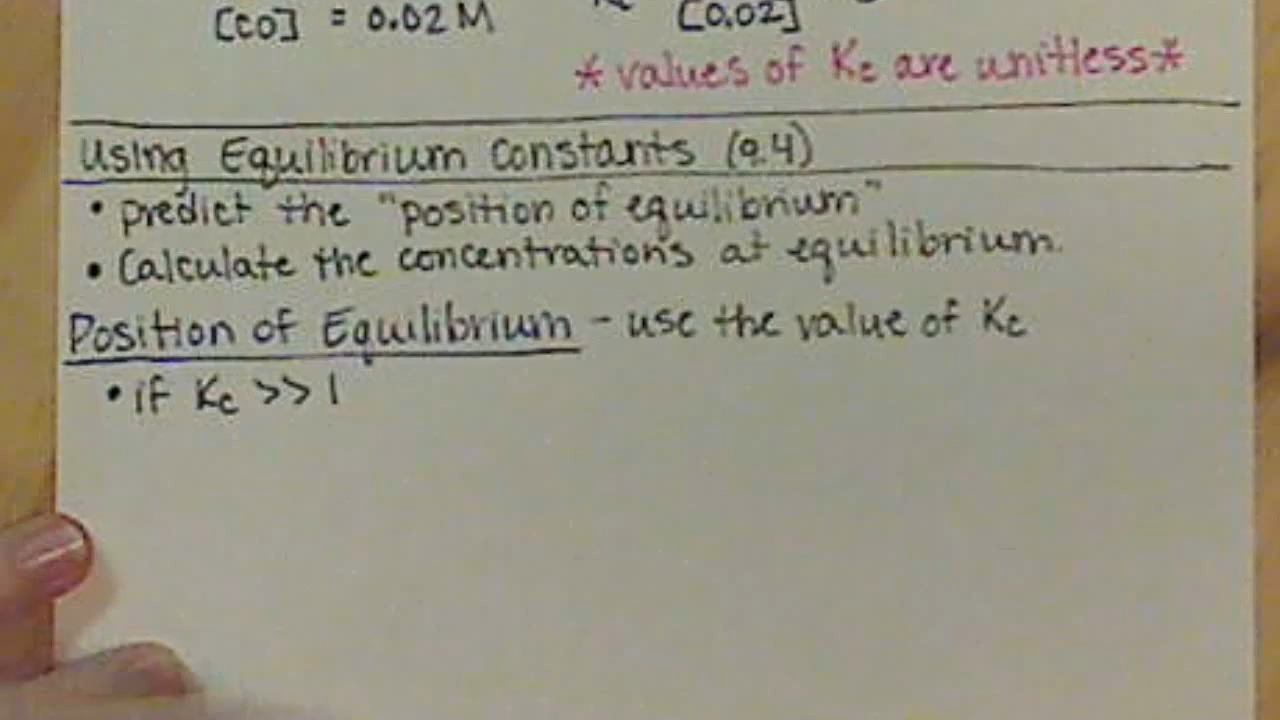 [CO] = 0.02 M
[0.02]
*values of Kc are unitless*
Using Equilibrium Constants (9.4)
• predict the "position of equilibrium"
• Calculate the concentrations at equilibrium.
Position of Equilibrium - use the value of Kc
• if Kc >> 1